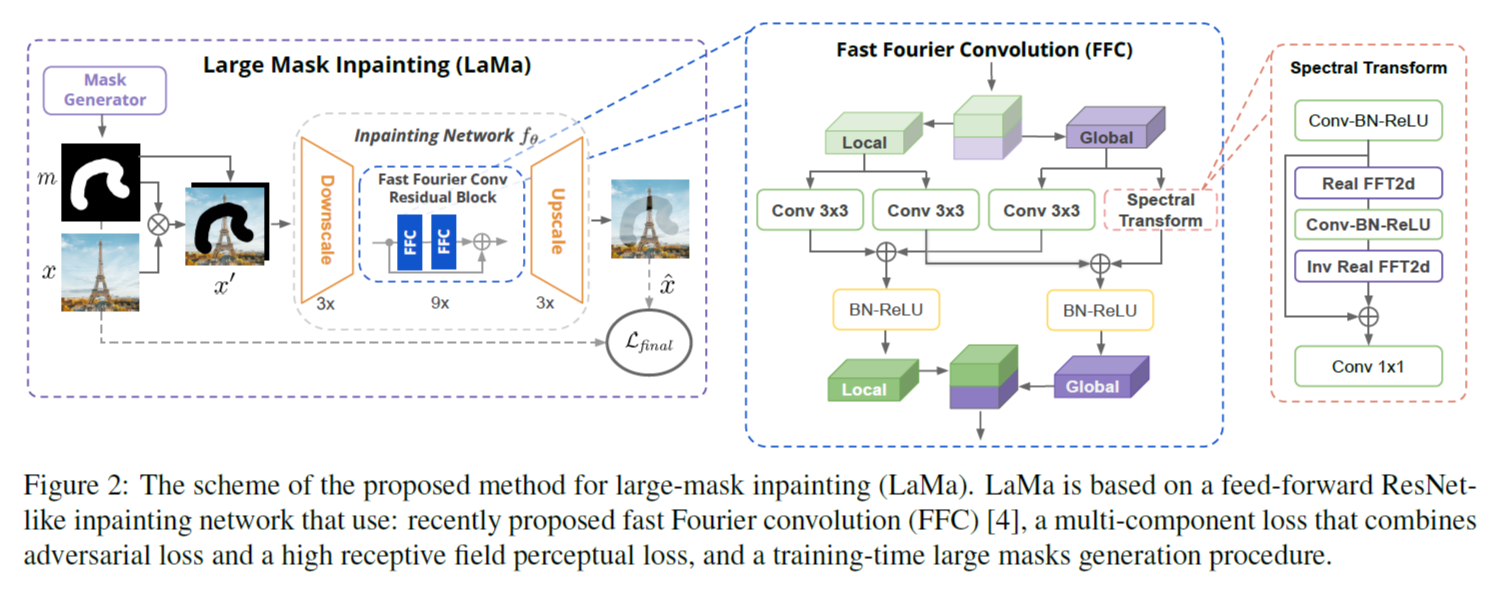 Large Mask Inpainting (LaMa)
Mask
Generator
m
x
x′
Inpainting Network fθ
Downscale
3x
Fast Fourier Conv
Residual Block
FFC
FFC
9x
Upscale
3x
x̂
ℒfinal
Fast Fourier Convolution (FFC)
Local
Global
Conv 3x3
Conv 3x3
Conv 3x3
Spectral
Transform
BN-ReLU
BN-ReLU
Local
Global
Spectral Transform
Conv-BN-ReLU
Real FFT2d
Conv-BN-ReLU
Inv Real FFT2d
Conv 1x1
Figure 2: The scheme of the proposed method for large-mask inpainting (LaMa). LaMa is based on a feed-forward ResNet-
like inpainting network that use: recently proposed fast Fourier convolution (FFC) [4], a multi-component loss that combines
adversarial loss and a high receptive field perceptual loss, and a training-time large masks generation procedure.